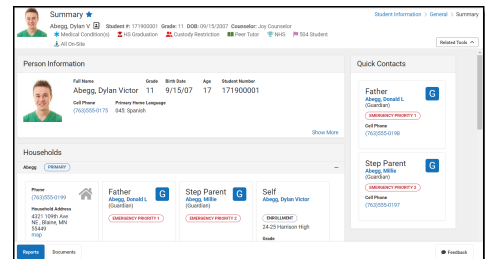 Summary ★
Student Information > General > Summary
Abegg, Dylan V Student #: 171900001 Grade: 11 DOB: 09/15/2007 Counselor: Joy Counselor
Medical Condition(s) HS Graduation Custody Restriction Peer Tutor NHS 504 Student
All On-Site
Related Tools
Person Information
Full Name Grade Birth Date Age Student Number
Abegg, Dylan Victor 11 9/15/07 17 171900001
Cell Phone Primary Home Language
(763)555-0175 045: Spanish
Show More
Households
Abegg PRIMARY
Phone
(763)555-0199
Household Address
4321 109th Ave
NE , Blaine, MN
55449
map
Father G
Abegg, Donald L
(Guardian)
EMERGENCY PRIORITY 1
Step Parent G
Abegg, Millie
(Guardian)
EMERGENCY PRIORITY 2
Self
Abegg, Dylan Victor
ENROLLMENT
24-25 Harrison High
Grade
Quick Contacts
Father G
Abegg, Donald L
(Guardian)
EMERGENCY PRIORITY 1
Cell Phone
(763)555-0198
Step Parent G
Abegg, Millie
(Guardian)
EMERGENCY PRIORITY 2
Cell Phone
(763)555-0197
Reports Documents
Feedback